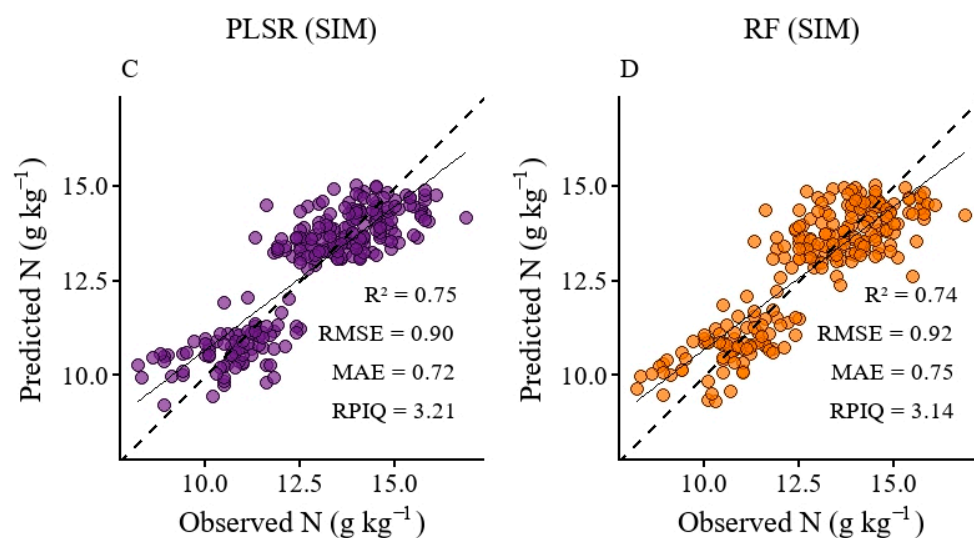 PLSR (SIM)
C
Predicted N (g kg⁻¹)
15.0
12.5
10.0
R² = 0.75
RMSE = 0.90
MAE = 0.72
RPIQ = 3.21
10.0 12.5 15.0
Observed N (g kg⁻¹)
RF (SIM)
D
Predicted N (g kg⁻¹)
15.0
12.5
10.0
R² = 0.74
RMSE = 0.92
MAE = 0.75
RPIQ = 3.14
10.0 12.5 15.0
Observed N (g kg⁻¹)